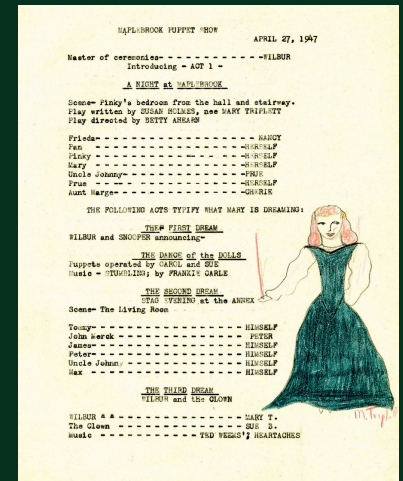 MAPLEBROOK PUPPET SHOW
APRIL 27, 1947
Master of ceremonies- - - - - - - - - - - - -WILBUR
Introducing - ACT 1 -
A NIGHT at MAPLEBROOK
Scene- Pinky's bedroom from the hall and stairway.
Play written by SUSAN HOLMES, nee MARY TRIPLETT
Play directed by BETTY AHEARN
Frieda- - - - - - - - - - - - - - - - - NANCY
Pan - - - - - - - - - - - - - - - -HERSELF
Pinky - - - - - - - - - - - - - - - -HERSELF
Mary - - - - - - - - - - - - - - - -HERSELF
Uncle Johnny- - - - - - - - - - - - -PRUE
Prue - - - - - - - - - - - - - - - -HERSELF
Aunt Marge- - - - - - - - - - - - - -CHERIE
THE FOLLOWING ACTS TYPIFY WHAT MARY IS DREAMING:
THE FIRST DREAM
WILBUR and SNOOPER announcing-
THE DANCE of the DOLLS
Puppets operated by CAROL and SUE
Music - STUMBLING; by FRANKIE CARLE
THE SECOND DREAM
STAG EVENING at the ANNEX
Scene- The Living Room
Tommy- - - - - - - - - - - - - - - - HIMSELF
John Merck - - - - - - - - - - - - - PETER
James- - - - - - - - - - - - - - - - HIMSELF
Peter- - - - - - - - - - - - - - - - HIMSELF
Uncle Johnny - - - - - - - - - - - - HIMSELF
Max - - - - - - - - - - - - - - - - HIMSELF
THE THIRD DREAM
WILBUR and the CLOWN
WILBUR " " - - - - - - - - - - - - - MARY T.
The Clown - - - - - - - - - - - - - SUE B.
Music - - - - - - - - - - TED WEEMS'; HEARTACHES